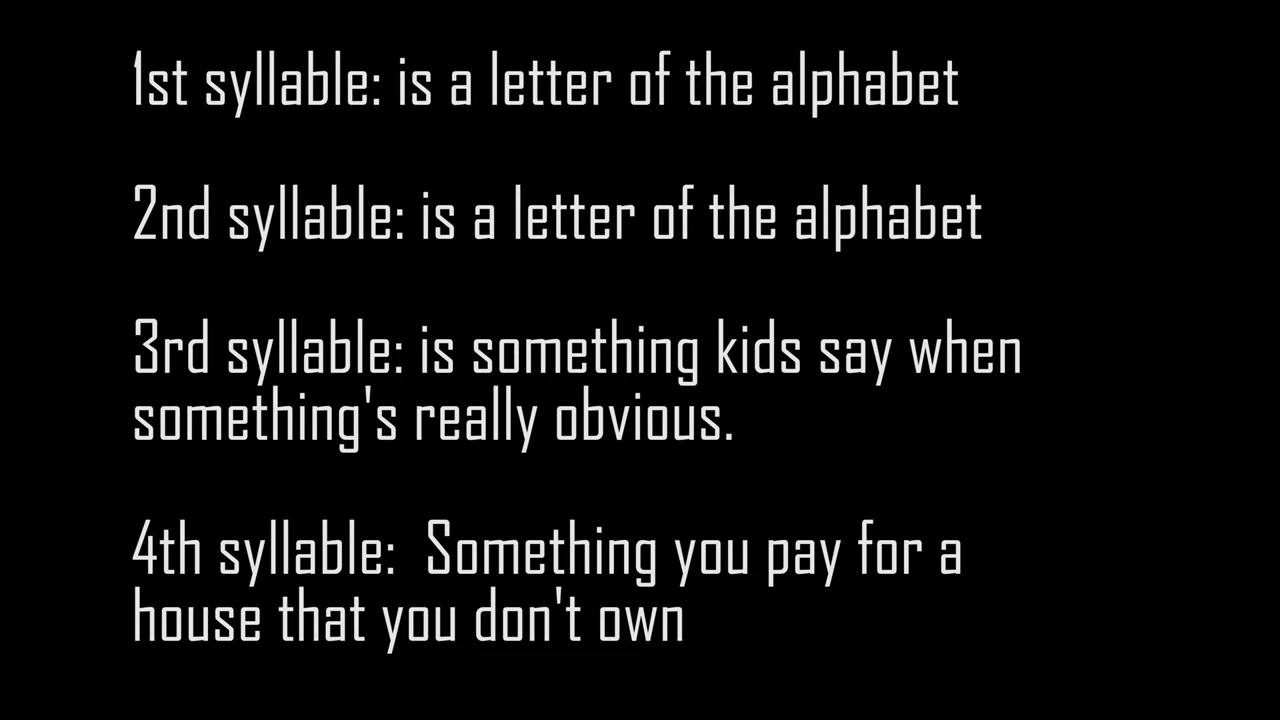 1st syllable: is a letter of the alphabet
2nd syllable: is a letter of the alphabet
3rd syllable: is something kids say when
something's really obvious.
4th syllable: Something you pay for a
house that you don't own